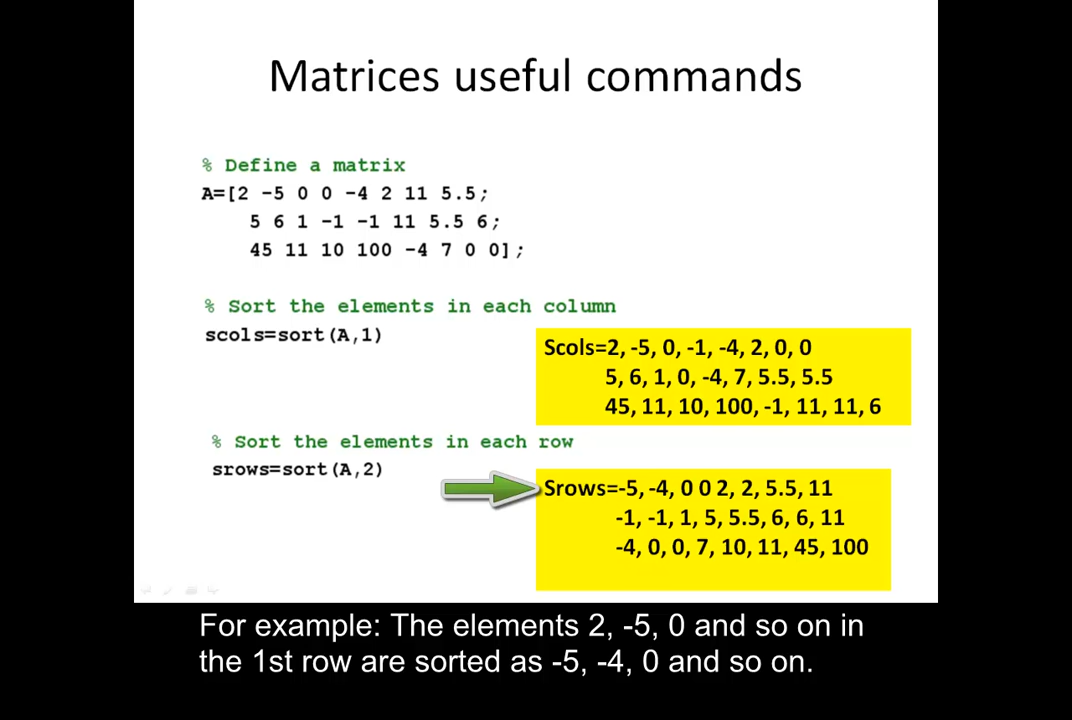 Matrices useful commands
% Define a matrix
A=[2 -5 0 0 -4 2 11 5.5;
5 6 1 -1 -1 11 5.5 6;
45 11 10 100 -4 7 0 0];
% Sort the elements in each column
scols=sort(A,1)
Scols=2, -5, 0, -1, -4, 2, 0, 0
5, 6, 1, 0, -4, 7, 5.5, 5.5
45, 11, 10, 100, -1, 11, 11, 6
% Sort the elements in each row
srows=sort(A,2)
Srows=-5, -4, 0 0 2, 2, 5.5, 11
-1, -1, 1, 5, 5.5, 6, 6, 11
-4, 0, 0, 7, 10, 11, 45, 100
For example: The elements 2, -5, 0 and so on in
the 1st row are sorted as -5, -4, 0 and so on.